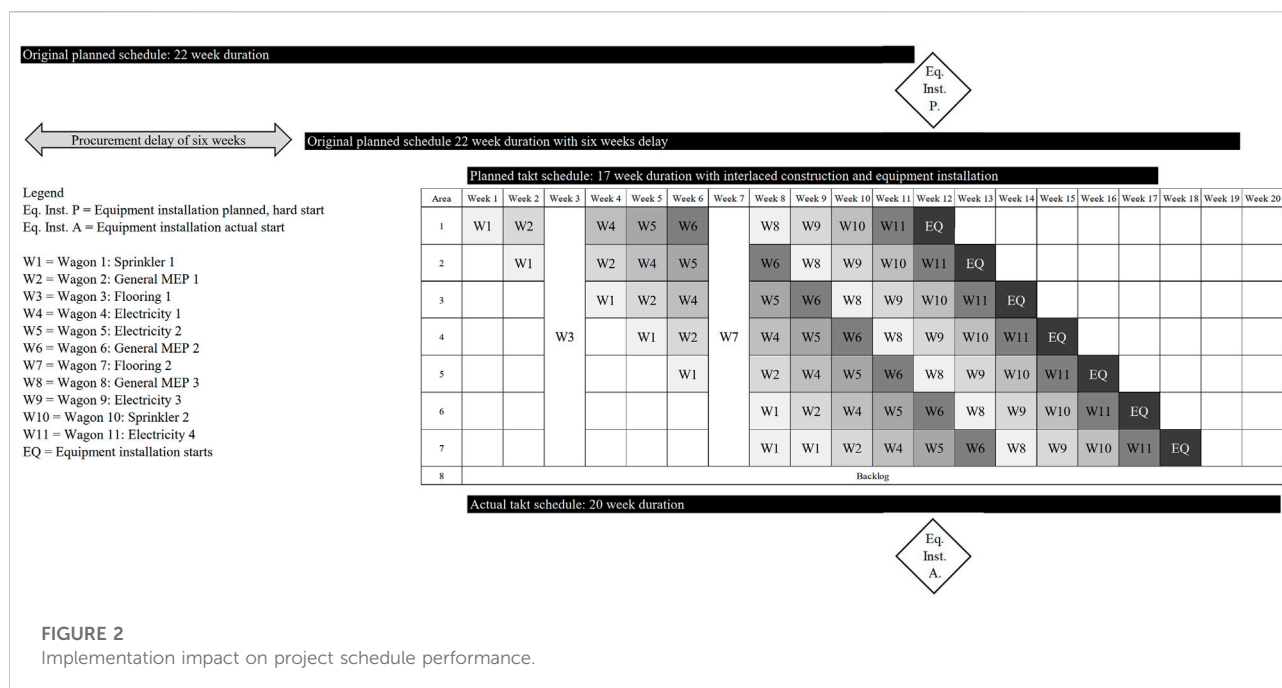 Original planned schedule: 22 week duration
Eq.
Inst.
P.
Procurement delay of six weeks
Original planned schedule 22 week duration with six weeks delay
Planned takt schedule: 17 week duration with interlaced construction and equipment installation
Legend
Eq. Inst. P = Equipment installation planned, hard start
Eq. Inst. A = Equipment installation actual start
W1 = Wagon 1: Sprinkler 1
W2 = Wagon 2: General MEP 1
W3 = Wagon 3: Flooring 1
W4 = Wagon 4: Electricity 1
W5 = Wagon 5: Electricity 2
W6 = Wagon 6: General MEP 2
W7 = Wagon 7: Flooring 2
W8 = Wagon 8: General MEP 3
W9 = Wagon 9: Electricity 3
W10 = Wagon 10: Sprinkler 2
W11 = Wagon 11: Electricity 4
EQ = Equipment installation starts
Area Week 1 Week 2 Week 3 Week 4 Week 5 Week 6 Week 7 Week 8 Week 9 Week 10 Week 11 Week 12 Week 13 Week 14 Week 15 Week 16 Week 17 Week 18 Week 19 Week 20
1 W1 W2 W4 W5 W6 W8 W9 W10 W11 EQ
2 W1 W2 W4 W5 W6 W8 W9 W10 W11 EQ
3 W1 W2 W4 W5 W6 W8 W9 W10 W11 EQ
4 W3 W1 W2 W7 W4 W5 W6 W8 W9 W10 W11 EQ
5 W1 W2 W4 W5 W11 W8 W9 W10 W11 EQ
6 W1 W2 W4 W5 W6 W8 W9 W10 W11 EQ
7 W1 W1 W2 W4 W5 W6 W8 W9 W10 W11 EQ
8 Backlog
Actual takt schedule: 20 week duration
Eq.
Inst.
A.
FIGURE 2
Implementation impact on project schedule performance.